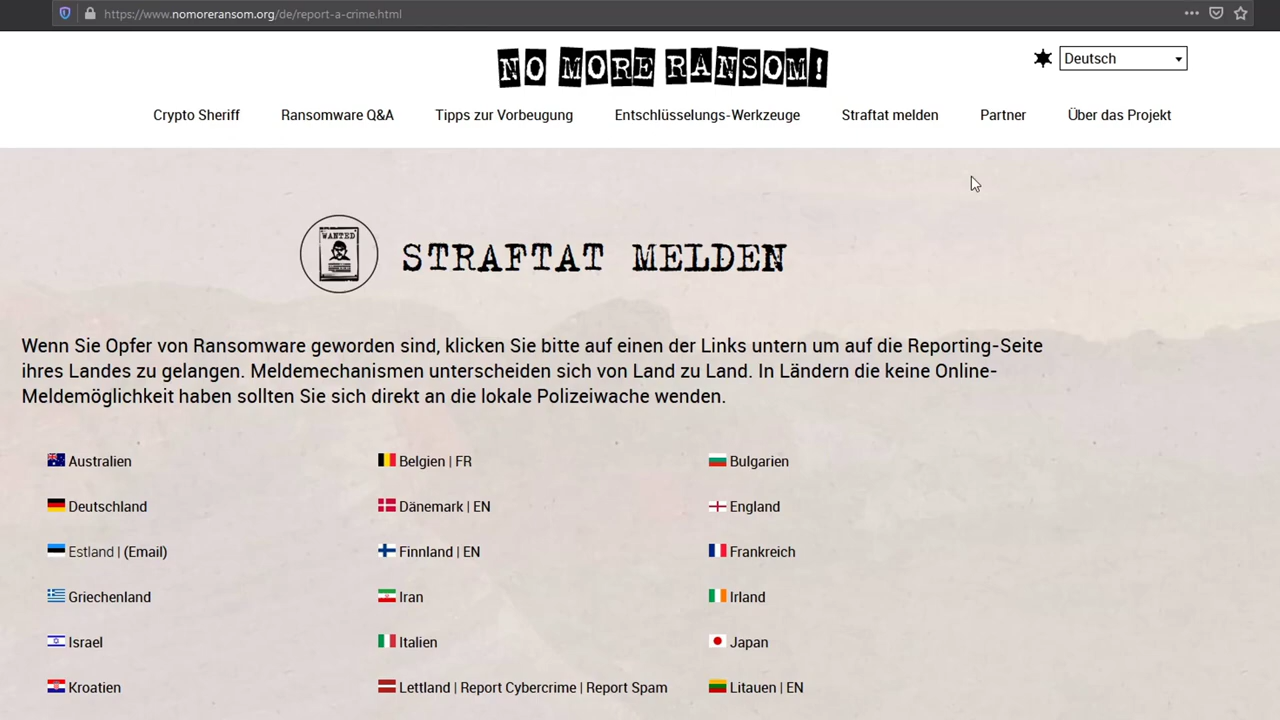 https://www.nomoreransom.org/de/report-a-crime.html
NO MORE RANSOM!
Deutsch
Crypto Sheriff Ransomware Q&A Tipps zur Vorbeugung Entschlüsselungs-Werkzeuge Straftat melden Partner Über das Projekt
WANTED
STRAFTAT MELDEN
Wenn Sie Opfer von Ransomware geworden sind, klicken Sie bitte auf einen der Links untern um auf die Reporting-Seite
ihres Landes zu gelangen. Meldemechanismen unterscheiden sich von Land zu Land. In Ländern die keine Online-
Meldemöglichkeit haben sollten Sie sich direkt an die lokale Polizeiwache wenden.
Australien Belgien | FR Bulgarien
Deutschland Dänemark | EN England
Estland | (Email) Finnland | EN Frankreich
Griechenland Iran Irland
Israel Italien Japan
Kroatien Lettland | Report Cybercrime | Report Spam Litauen | EN